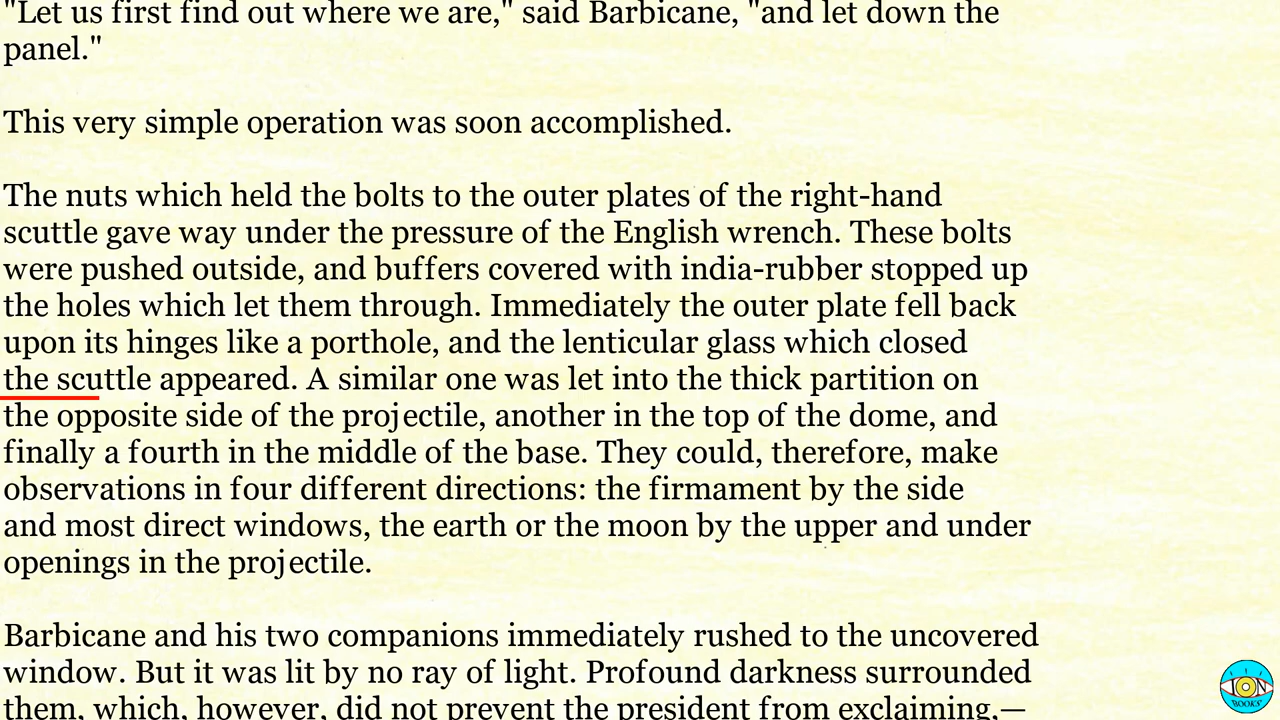 "Let us first find out where we are," said Barbicane, "and let down the
panel."
This very simple operation was soon accomplished.
The nuts which held the bolts to the outer plates of the right-hand
scuttle gave way under the pressure of the English wrench. These bolts
were pushed outside, and buffers covered with india-rubber stopped up
the holes which let them through. Immediately the outer plate fell back
upon its hinges like a porthole, and the lenticular glass which closed
the scuttle appeared. A similar one was let into the thick partition on
the opposite side of the projectile, another in the top of the dome, and
finally a fourth in the middle of the base. They could, therefore, make
observations in four different directions: the firmament by the side
and most direct windows, the earth or the moon by the upper and under
openings in the projectile.
Barbicane and his two companions immediately rushed to the uncovered
window. But it was lit by no ray of light. Profound darkness surrounded
them, which, however, did not prevent the president from exclaiming,—
ION
BOOKS